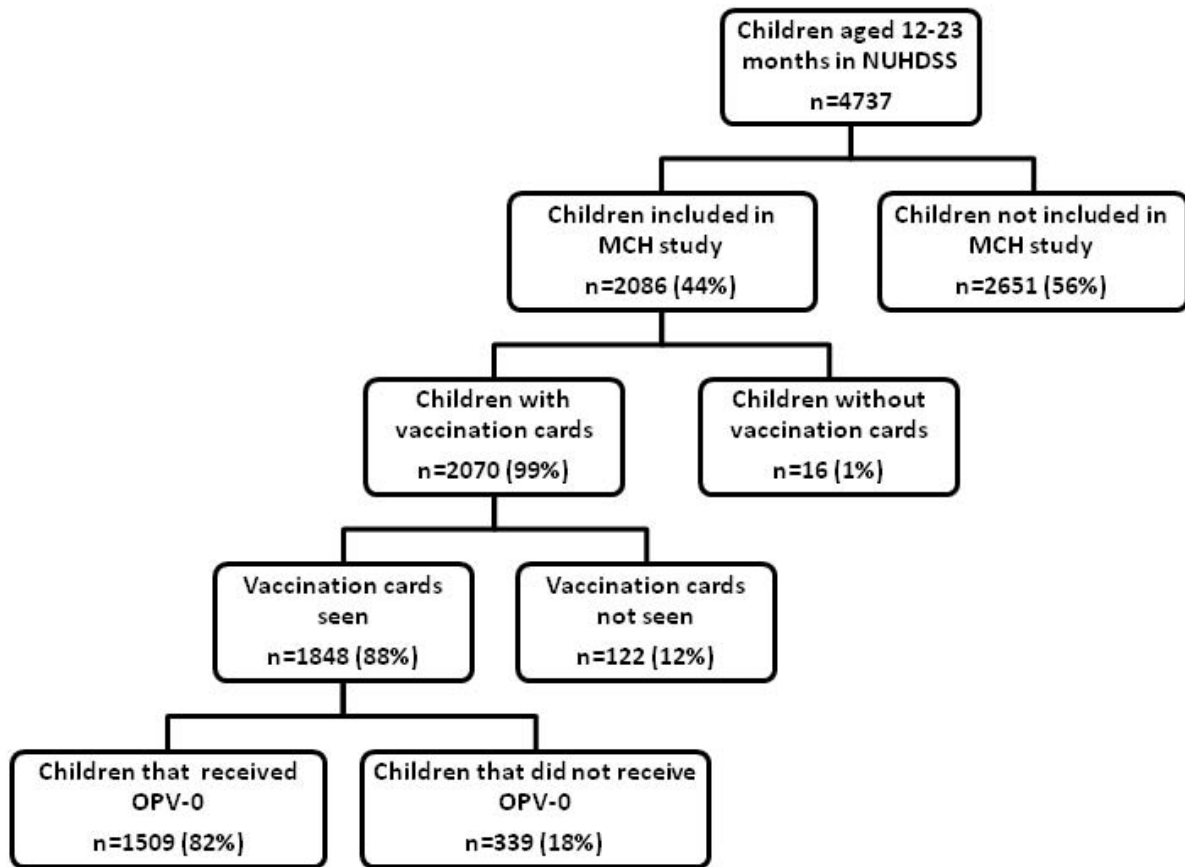 Children aged 12-23
months in NUHDSS
n=4737
Children included in
MCH study
n=2086 (44%)
Children not included in
MCH study
n=2651 (56%)
Children with
vaccination cards
n=2070 (99%)
Children without
vaccination cards
n=16 (1%)
Vaccination cards
seen
n=1848 (88%)
Vaccination cards
not seen
n=122 (12%)
Children that received
OPV-0
n=1509 (82%)
Children that did not receive
OPV-0
n=339 (18%)